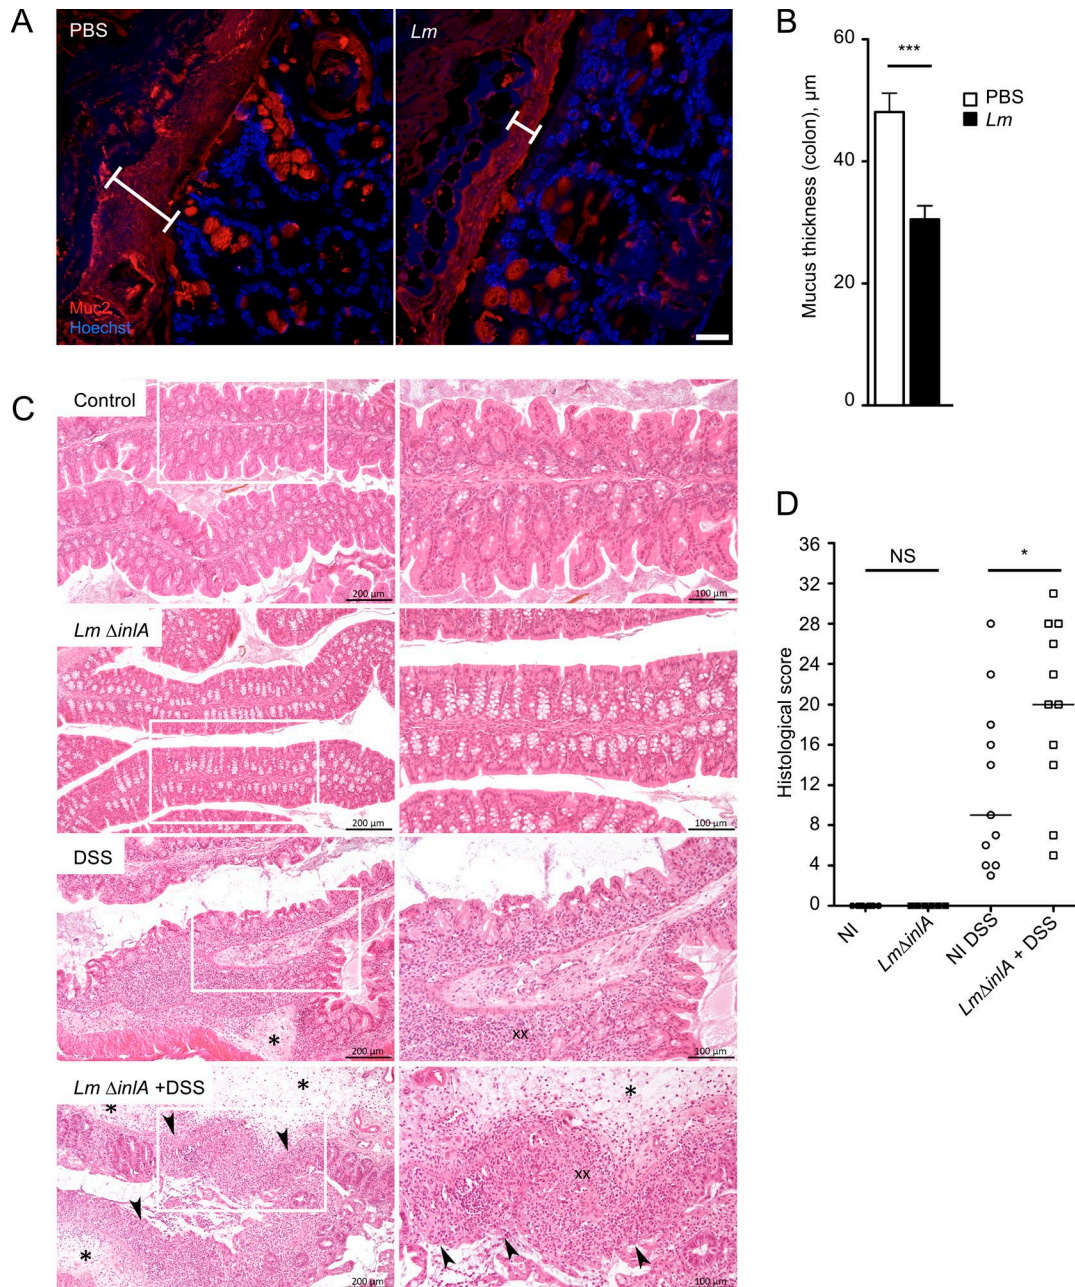 A
PBS
Lm
Muc2
Hoechst
B
60
40
20
0
Mucus thickness (colon), µm
***
PBS
Lm
C
Control
200 µm
100 µm
Lm ΔinlA
200 µm
100 µm
DSS
*
200 µm
xx
100 µm
Lm ΔinlA +DSS
*
*
*
200 µm
*
xx
100 µm
D
36
32
28
24
20
16
12
8
4
0
Histological score
NS
*
NI
LmΔinlA
NI DSS
LmΔinlA + DSS